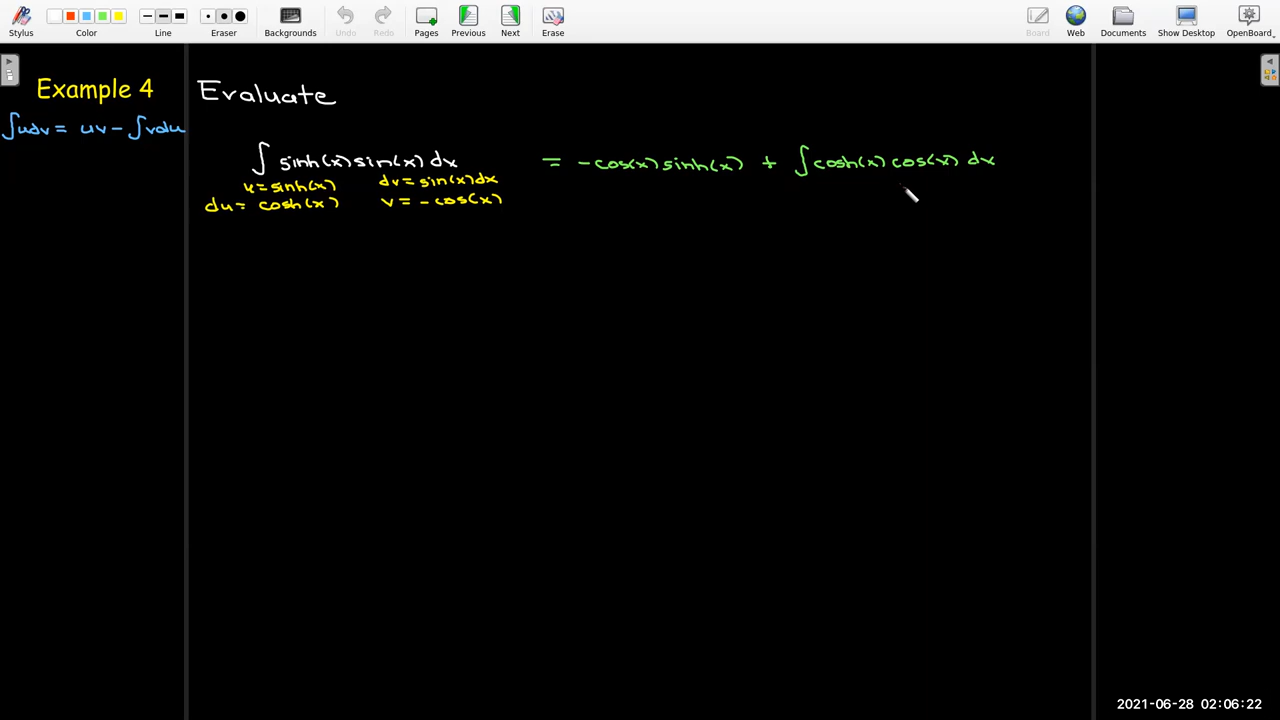 Stylus
Color
Line
Eraser
Backgrounds
Undo
Redo
Pages
Previous
Next
Erase
Board
Web
Documents
Show Desktop
OpenBoard
Example 4
∫udv = uv - ∫vdu
Evaluate
∫ sinh(x) sin(x) dx = -cos(x) sinh(x) + ∫ cosh(x) cos(x) dx
u = sinh(x) dv = sin(x) dx
du = cosh(x) v = -cos(x)
2021-06-28 02:06:22